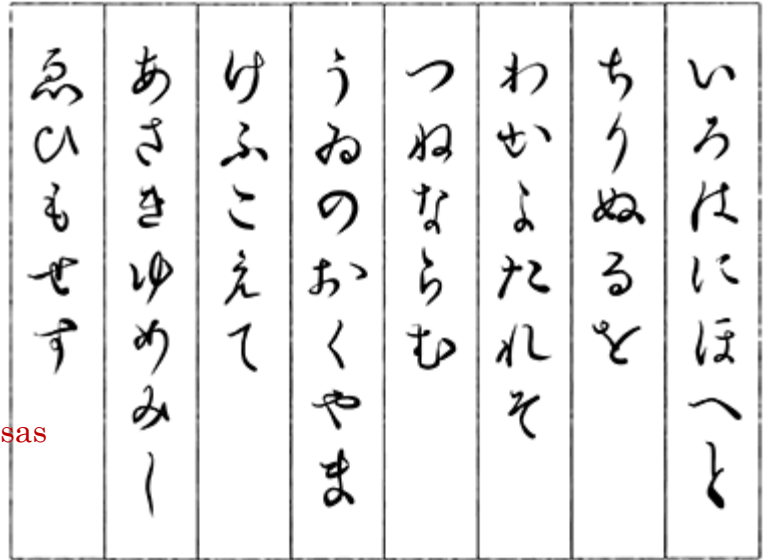 いろはにほへと
ちりぬるを
わかよたれそ
つねならむ
うゐのおくやま
けふこえて
あさきゆめみし
ゑひもせす
sas